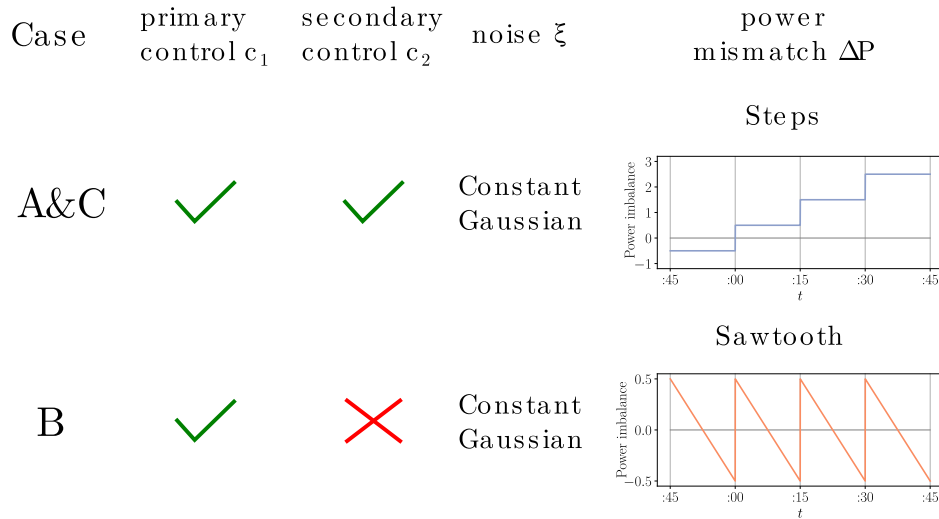 Case
primary
control c₁
secondary
control c₂
noise ξ
power
mismatch ΔP
Steps
A&C
Constant
Gaussian
Power imbalance
3
2
1
0
−1
:45
:00
:15
:30
:45
t
Sawtooth
B
Constant
Gaussian
Power imbalance
0.5
0.0
−0.5
:45
:00
:15
:30
:45
t